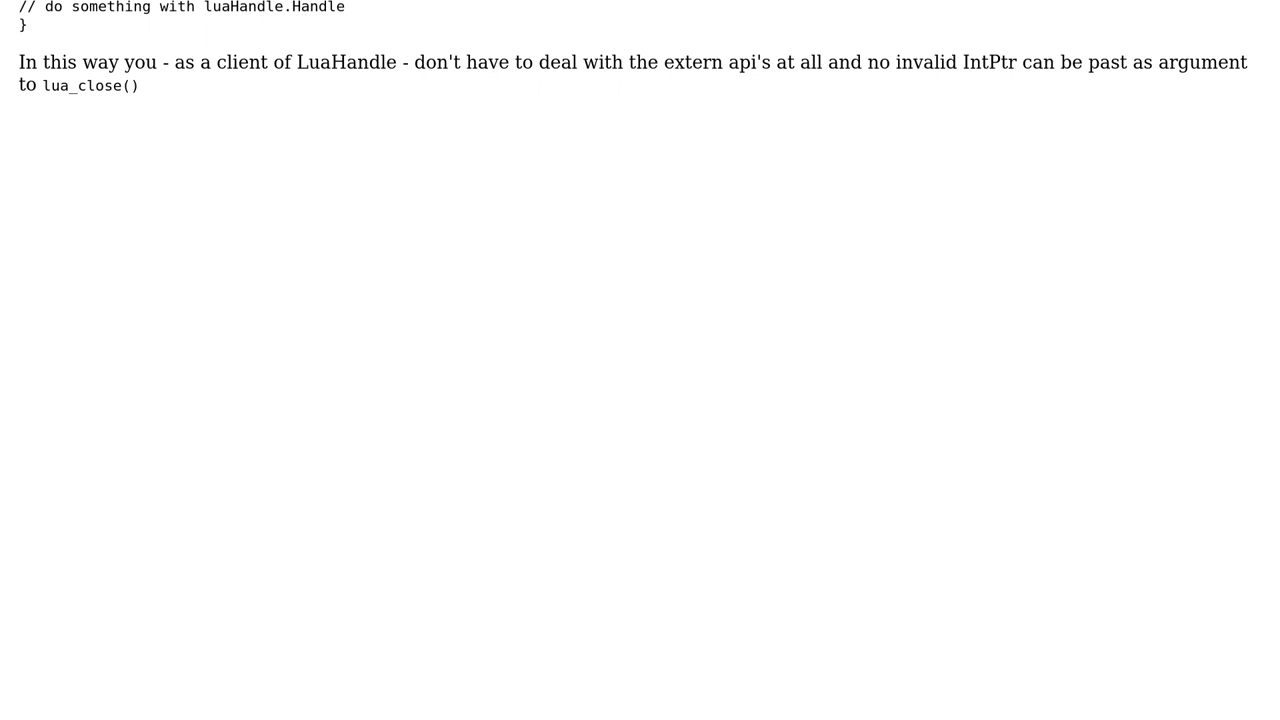 // do something with luaHandle.Handle
}
In this way you - as a client of LuaHandle - don't have to deal with the extern api's at all and no invalid IntPtr can be past as argument
to lua_close()